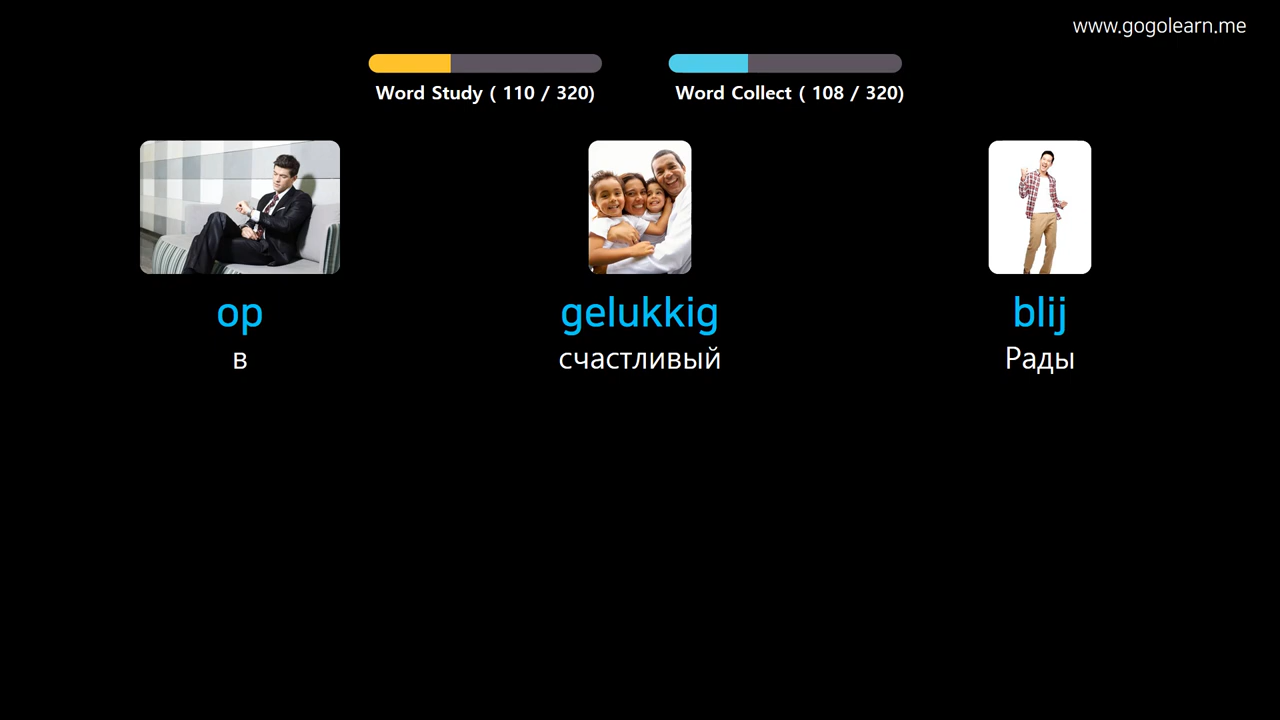 www.gogolearn.me
Word Study ( 110 / 320)
Word Collect ( 108 / 320)
op
gelukkig
blij
в
счастливый
Рады